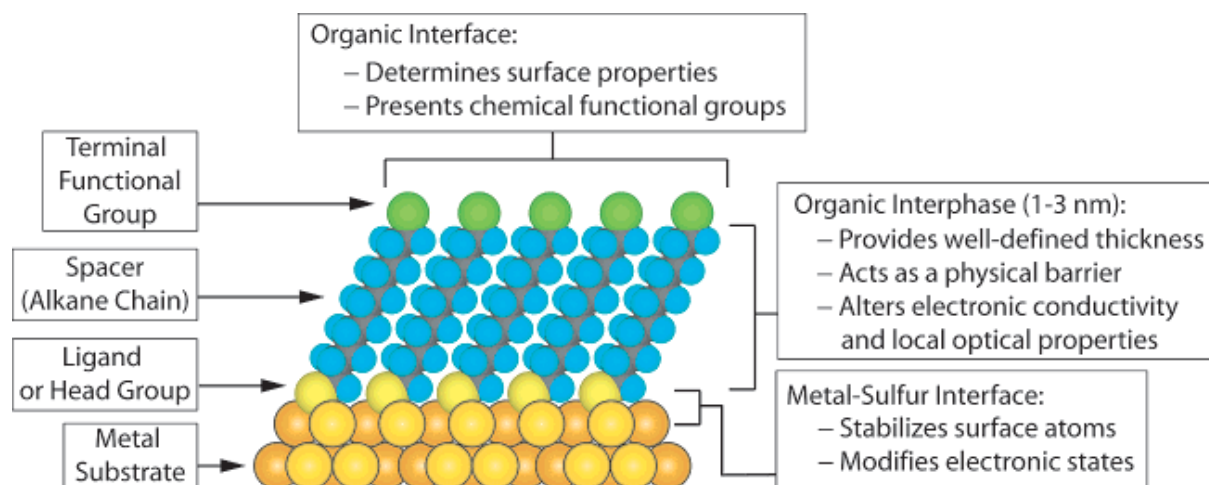 Organic Interface:
– Determines surface properties
– Presents chemical functional groups
Terminal
Functional
Group
Spacer
(Alkane Chain)
Ligand
or Head Group
Metal
Substrate
Organic Interphase (1-3 nm):
– Provides well-defined thickness
– Acts as a physical barrier
– Alters electronic conductivity
and local optical properties
Metal-Sulfur Interface:
– Stabilizes surface atoms
– Modifies electronic states